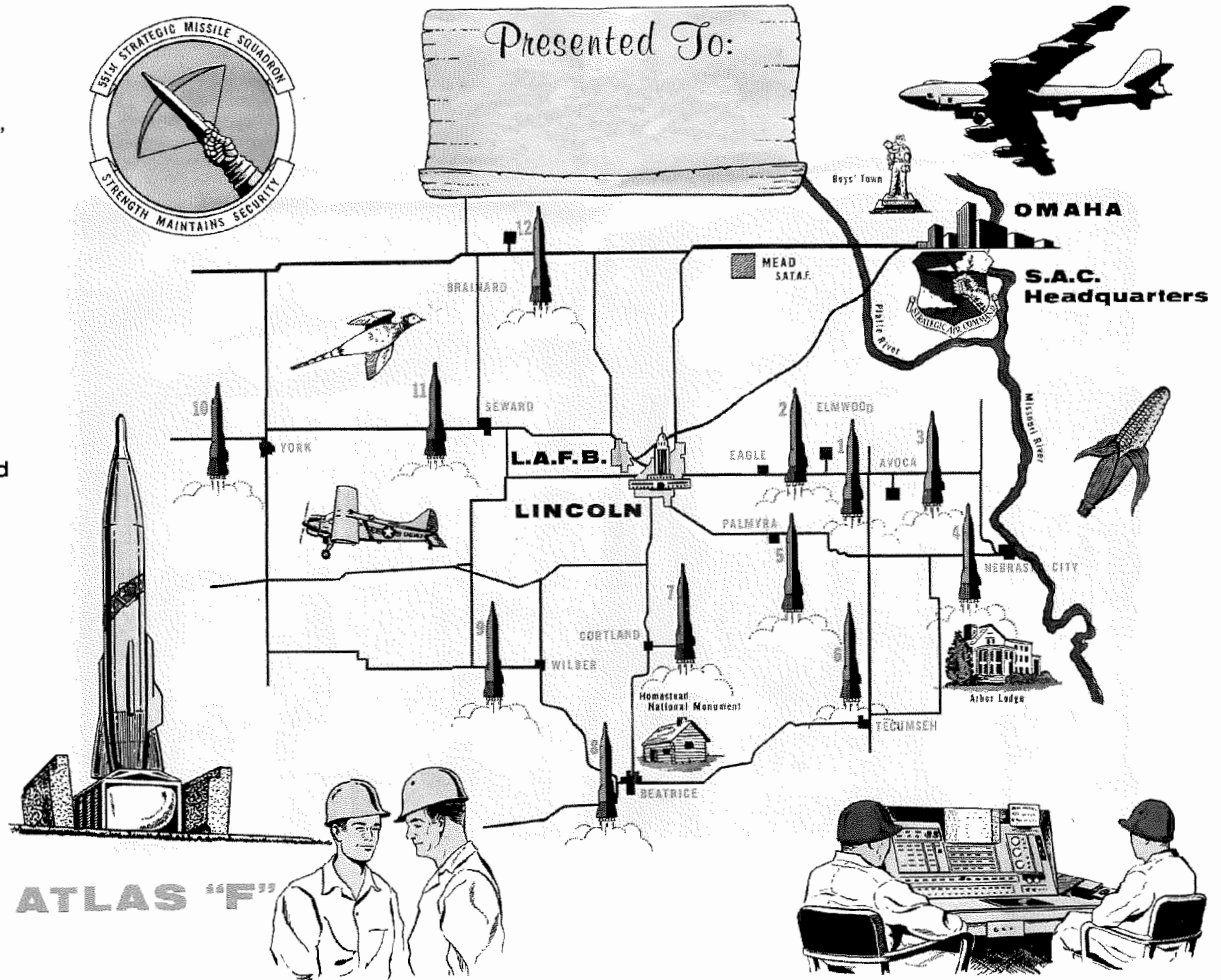 551st STRATEGIC MISSILE SQUADRON
STRENGTH MAINTAINS SECURITY
Presented To:
,
Boys' Town
OMAHA
12
MEAD
S.A.T.A.F.
S.A.C.
Headquarters
STRATEGIC AIR COMMAND
BRAINARD
Platte River
10
11
SEWARD
2
ELMWOOD
1
3
Missouri River
YORK
L.A.F.B.
EAGLE
AVOCA
d
LINCOLN
PALMYRA
5
4
NEBRASKA CITY
7
9
CORTLAND
WILBER
6
Homestead
National Monument
Arbor Lodge
8
TECUMSEH
BEATRICE
ATLAS "F"